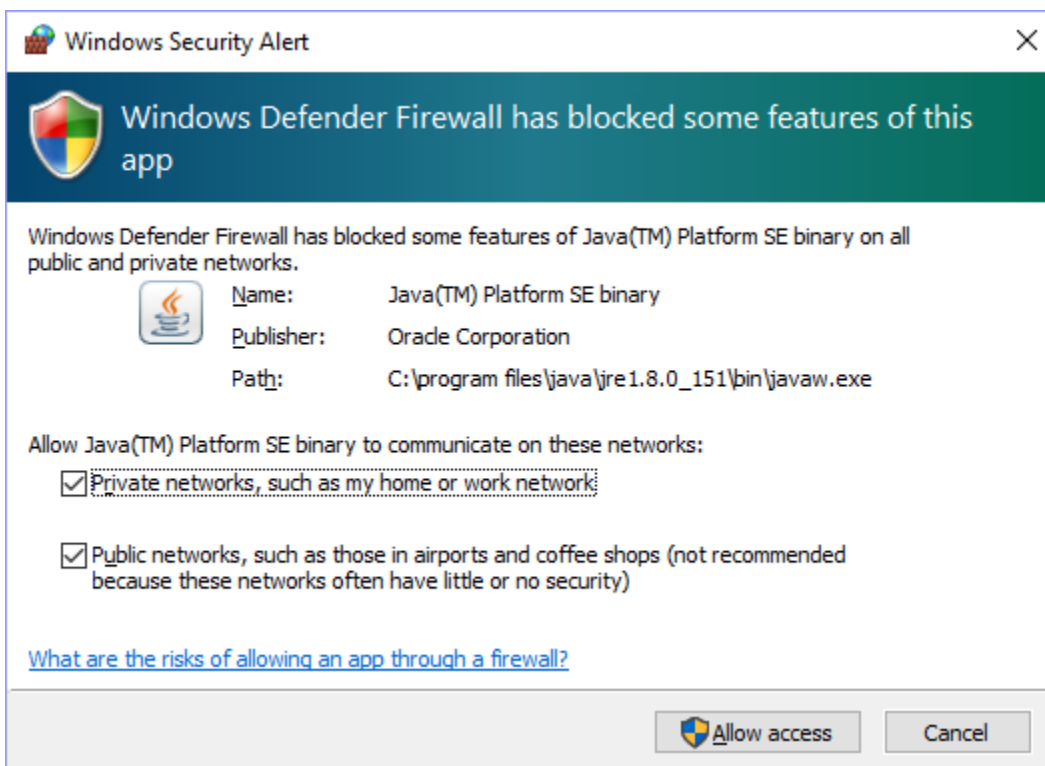 Windows Security Alert
Windows Defender Firewall has blocked some features of this
app
Windows Defender Firewall has blocked some features of Java(TM) Platform SE binary on all
public and private networks.
Name: Java(TM) Platform SE binary
Publisher: Oracle Corporation
Path: C:\program files\java\jre1.8.0_151\bin\javaw.exe
Allow Java(TM) Platform SE binary to communicate on these networks:
Private networks, such as my home or work network
Public networks, such as those in airports and coffee shops (not recommended
because these networks often have little or no security)
What are the risks of allowing an app through a firewall?
Allow access Cancel